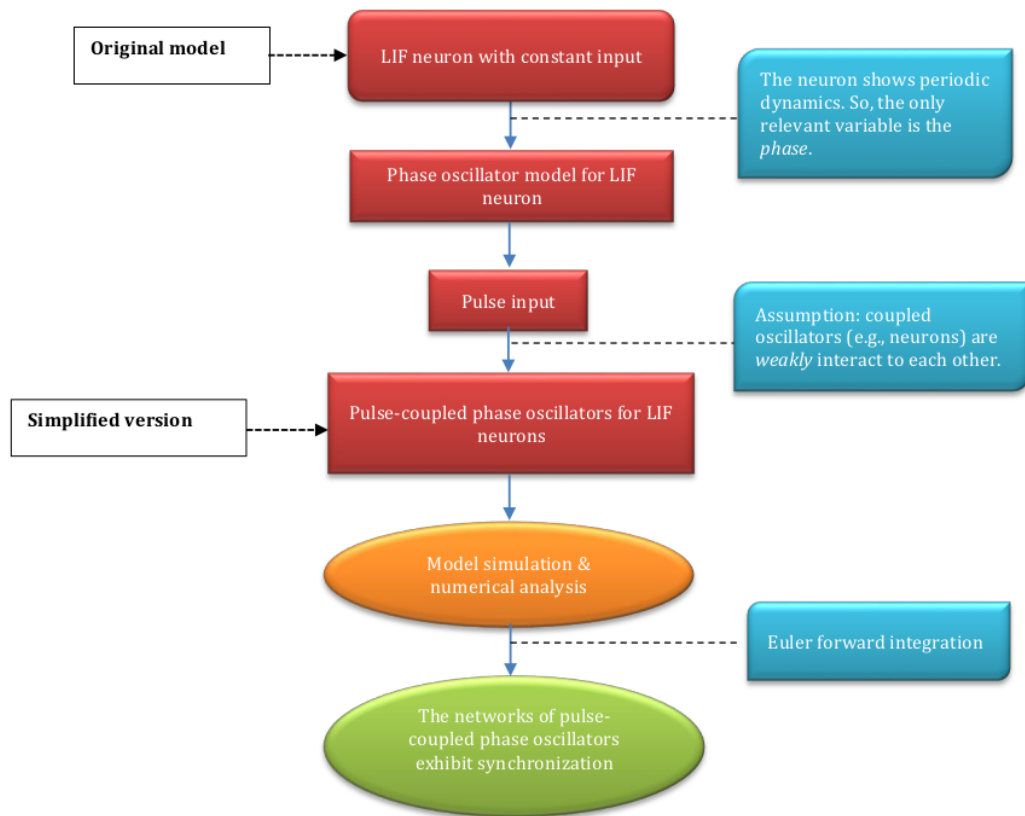 Original model
LIF neuron with constant input
The neuron shows periodic
dynamics. So, the only
relevant variable is the
phase.
Phase oscillator model for LIF
neuron
Pulse input
Assumption: coupled
oscillators (e.g., neurons) are
weakly interact to each other.
Simplified version
Pulse-coupled phase oscillators for LIF
neurons
Model simulation &
numerical analysis
Euler forward integration
The networks of pulse-
coupled phase oscillators
exhibit synchronization